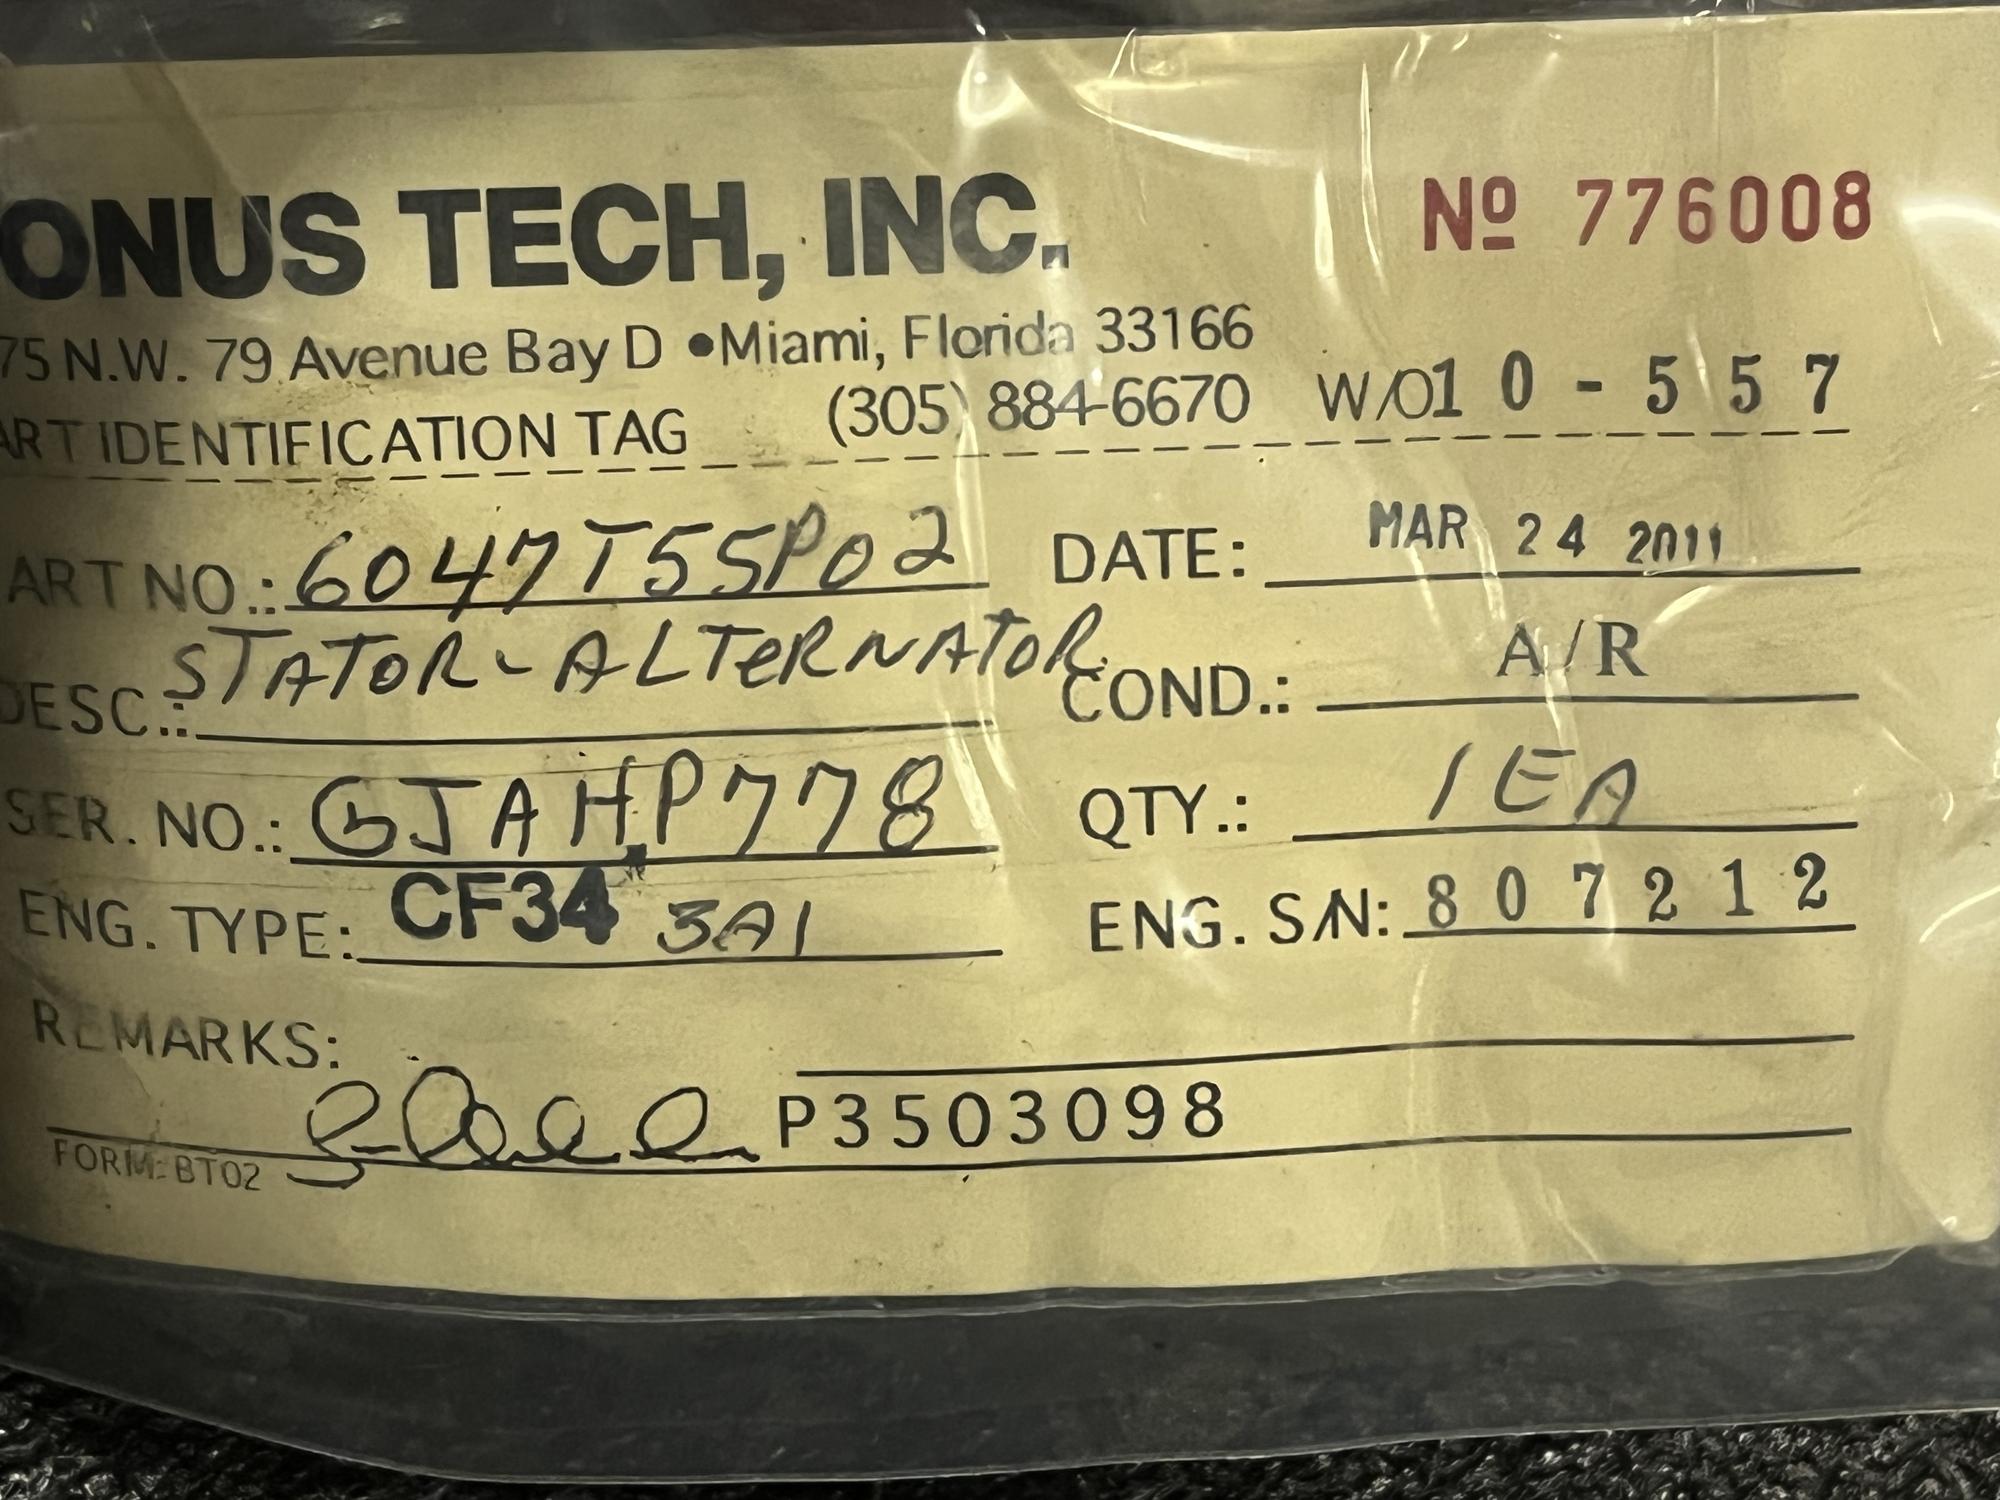 ONUS TECH, INC.
Nº 776008
75 N.W. 79 Avenue Bay D •Miami, Florida 33166
(305) 884-6670 W/O10-557
ART IDENTIFICATION TAG
ART NO.: 6047T55P02 DATE: MAR 24 2011
DESC.: STATOR-ALTERNATOR COND.: A/R
SER. NO.: GJAHP778 QTY.: 1EA
ENG. TYPE: CF34 3A1 ENG. S/N: 807212
REMARKS:
P3503098
FORM: BT02